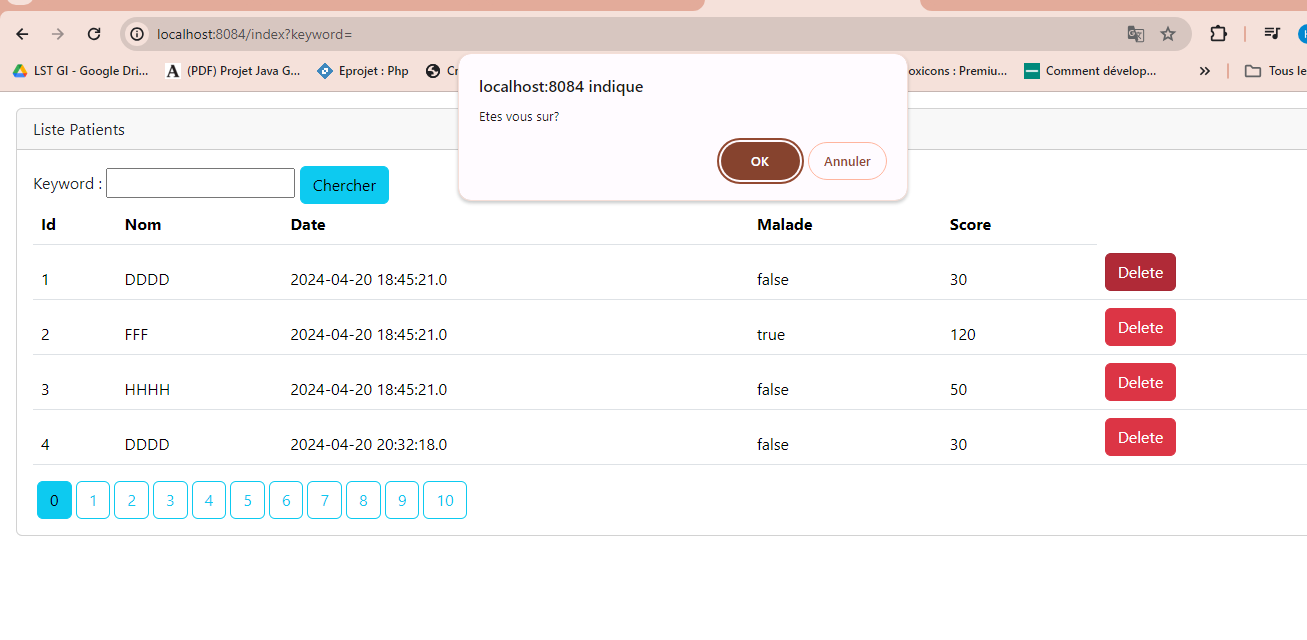 localhost:8084/index?keyword=
LST GI - Google Dri... A (PDF) Projet Java G... Eprojet : Php Cr oxicons : Premiu... Comment dévelop... » Tous le
localhost:8084 indique
Etes vous sur?
OK Annuler
Liste Patients
Keyword : Chercher
Id Nom Date Malade Score
1 DDDD 2024-04-20 18:45:21.0 false 30 Delete
2 FFF 2024-04-20 18:45:21.0 true 120 Delete
3 HHHH 2024-04-20 18:45:21.0 false 50 Delete
4 DDDD 2024-04-20 20:32:18.0 false 30 Delete
0 1 2 3 4 5 6 7 8 9 10